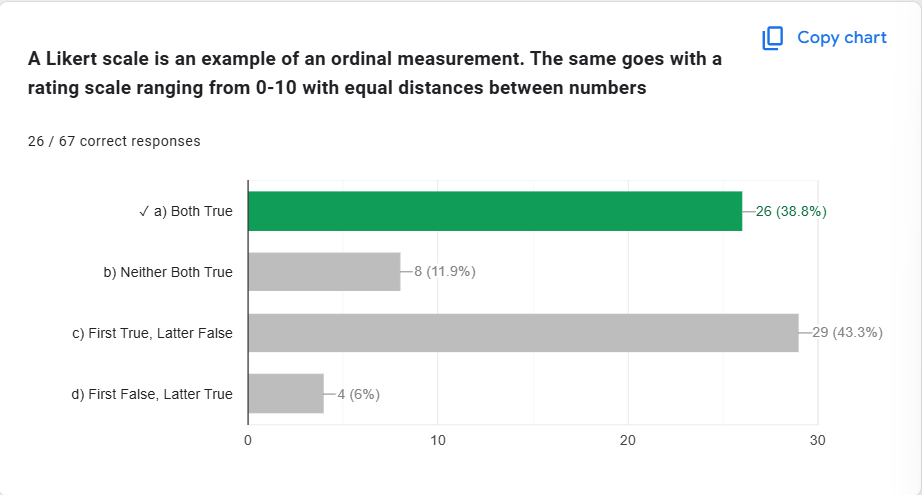 Copy chart
A Likert scale is an example of an ordinal measurement. The same goes with a
rating scale ranging from 0-10 with equal distances between numbers
26 / 67 correct responses
✓ a) Both True
26 (38.8%)
b) Neither Both True
8 (11.9%)
c) First True, Latter False
29 (43.3%)
d) First False, Latter True
4 (6%)
0 10 20 30